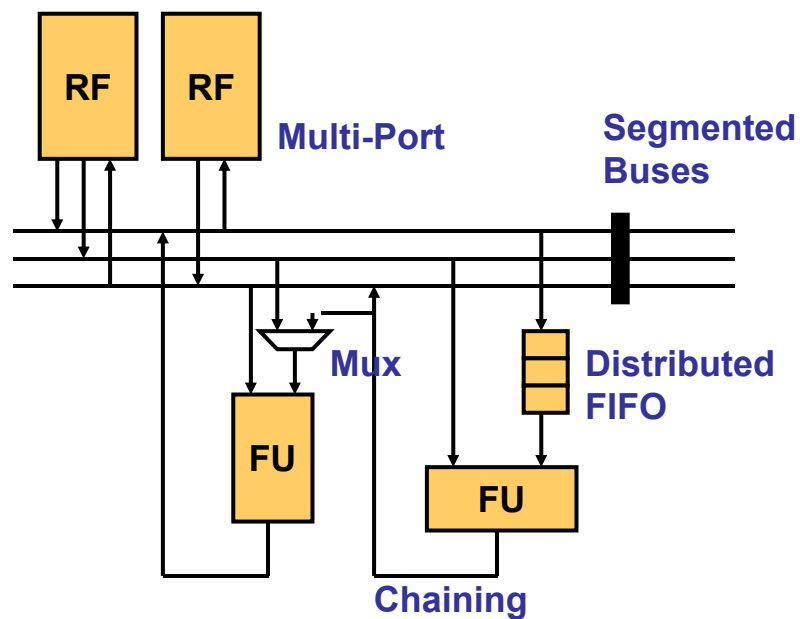 RF
RF
Multi-Port
Segmented
Buses
Mux
Distributed
FIFO
FU
FU
Chaining